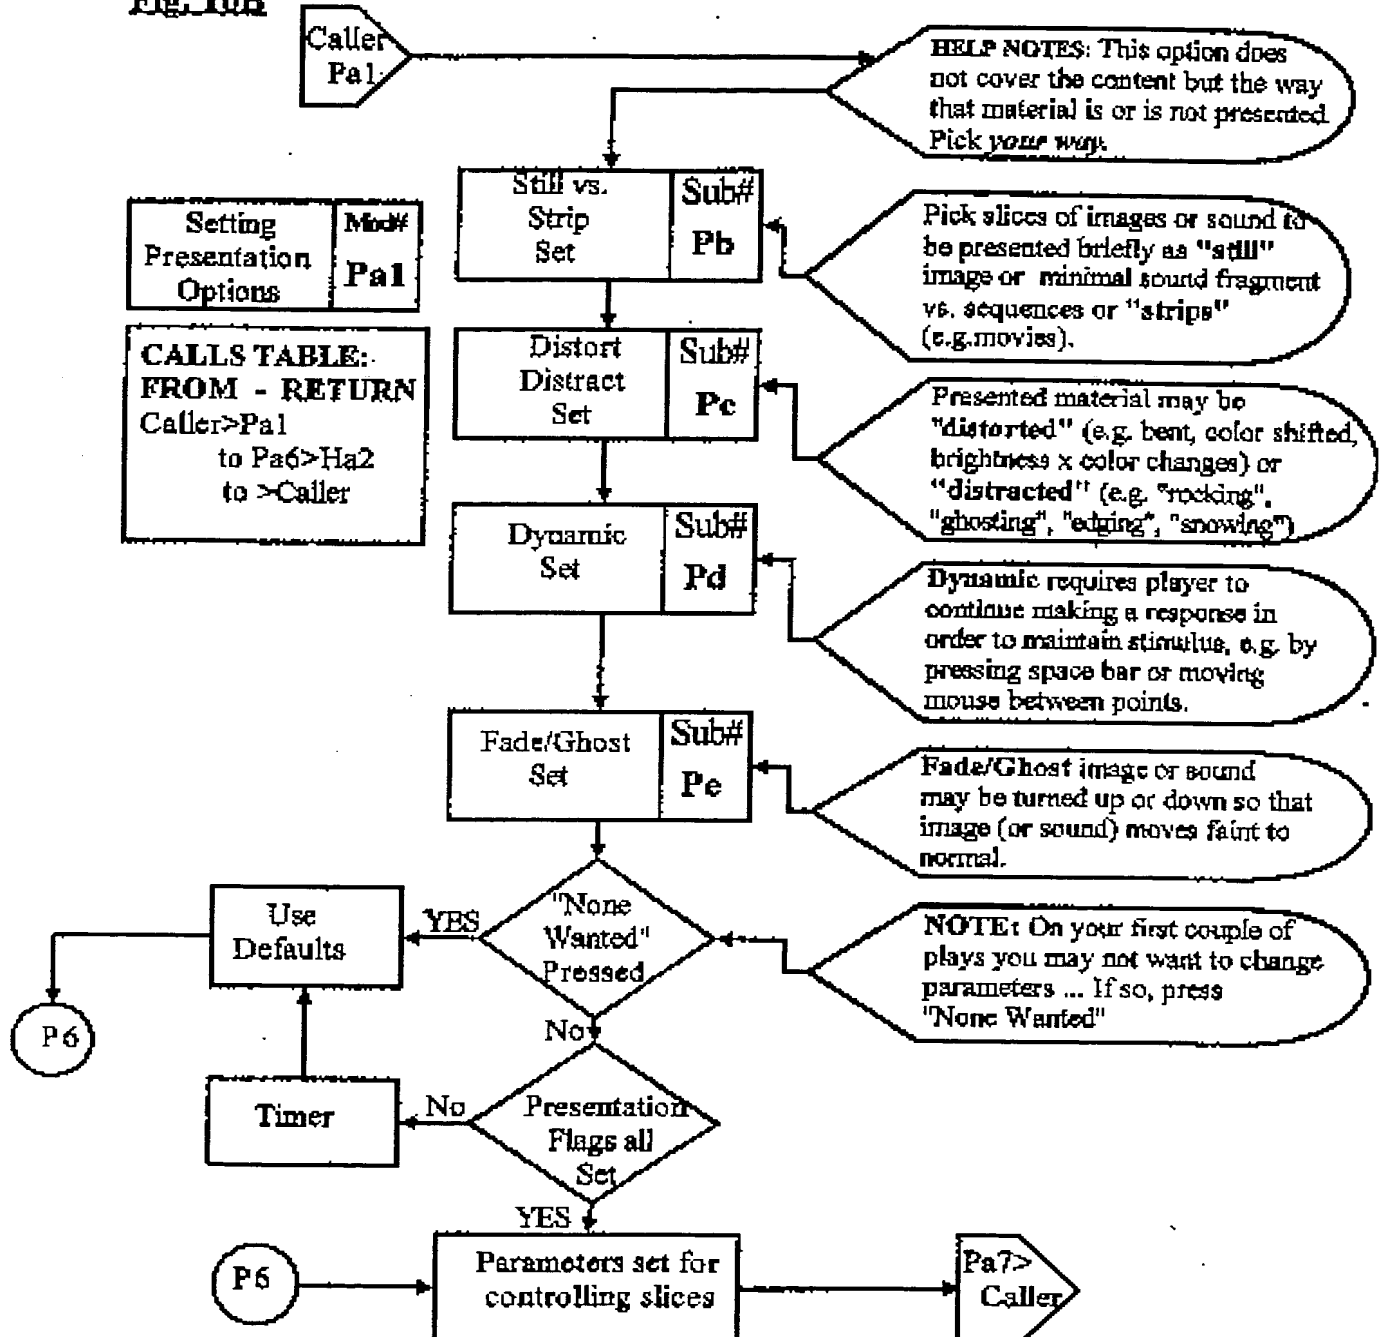 Caller
Pa1
HELP NOTES: This option does
not cover the content but the way
that material is or is not presented.
Pick your way.
Setting
Presentation
Options
Mod#
Pa1
CALLS TABLE:
FROM - RETURN
Caller>Pa1
to Pa6>Ha2
to >Caller
Still vs.
Strip
Set
Sub#
Pb
Pick slices of images or sound to
be presented briefly as "still"
image or minimal sound fragment
vs. sequences or "strips"
(e.g.movies).
Distort
Distract
Set
Sub#
Pc
Presented material may be
"distorted" (e.g. bent, color shifted,
brightness x color changes) or
"distracted" (e.g. "rocking",
"ghosting", "edging", "snowing")
Dynamic
Set
Sub#
Pd
Dynamic requires player to
continue making a response in
order to maintain stimulus, e.g. by
pressing space bar or moving
mouse between points.
Fade/Ghost
Set
Sub#
Pe
Fade/Ghost image or sound
may be turned up or down so that
image (or sound) moves faint to
normal.
"None
Wanted"
Pressed
YES
Use
Defaults
P6
NOTE: On your first couple of
plays you may not want to change
parameters ... If so, press
"None Wanted"
No
Presentation
Flags all
Set
No
Timer
YES
P6
Parameters set for
controlling slices
Pa7>
Caller